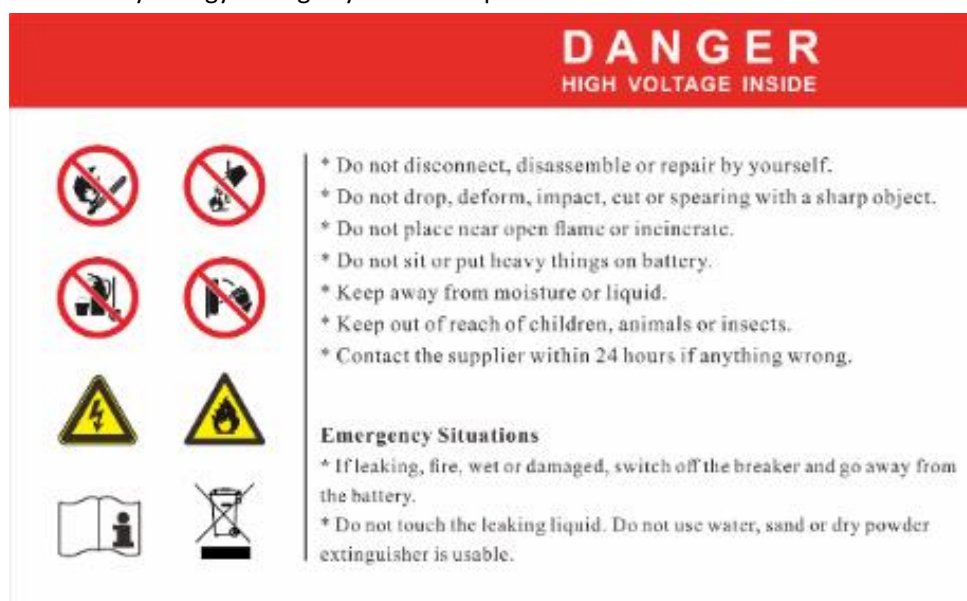 DANGER
HIGH VOLTAGE INSIDE
* Do not disconnect, disassemble or repair by yourself.
* Do not drop, deform, impact, cut or spearing with a sharp object.
* Do not place near open flame or incinerate.
* Do not sit or put heavy things on battery.
* Keep away from moisture or liquid.
* Keep out of reach of children, animals or insects.
* Contact the supplier within 24 hours if anything wrong.
Emergency Situations
* If leaking, fire, wet or damaged, switch off the breaker and go away from
the battery.
* Do not touch the leaking liquid. Do not use water, sand or dry powder
extinguisher is usable.